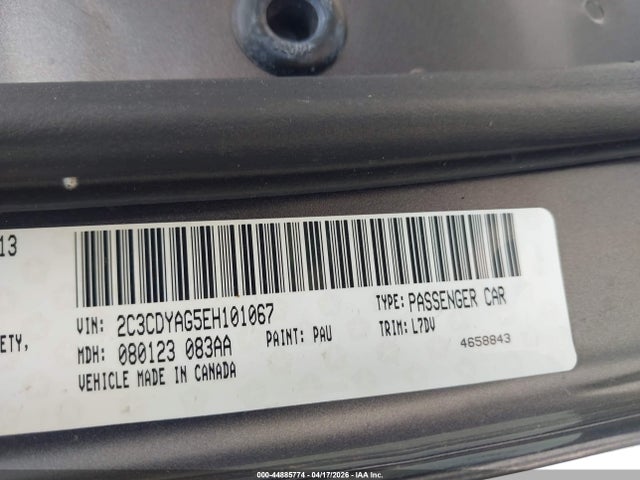 13
VIN: 2C3CDYAG5EH101067
TYPE: PASSENGER CAR
ETY,
MDH: 080123 083AA
PAINT: PAU
TRIM: L7DV
VEHICLE MADE IN CANADA
4658843
000-44885774 - 04/17/2026 - IAA Inc.